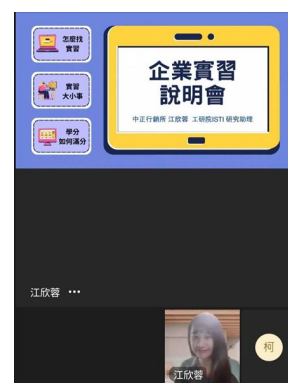 怎麼找
實習
實習
大小事
學分
如何滿分
企業實習
說明會
中正行銷所 江欣蓉 工研院ISTI 研究助理
江欣蓉 •••
江欣蓉
柯